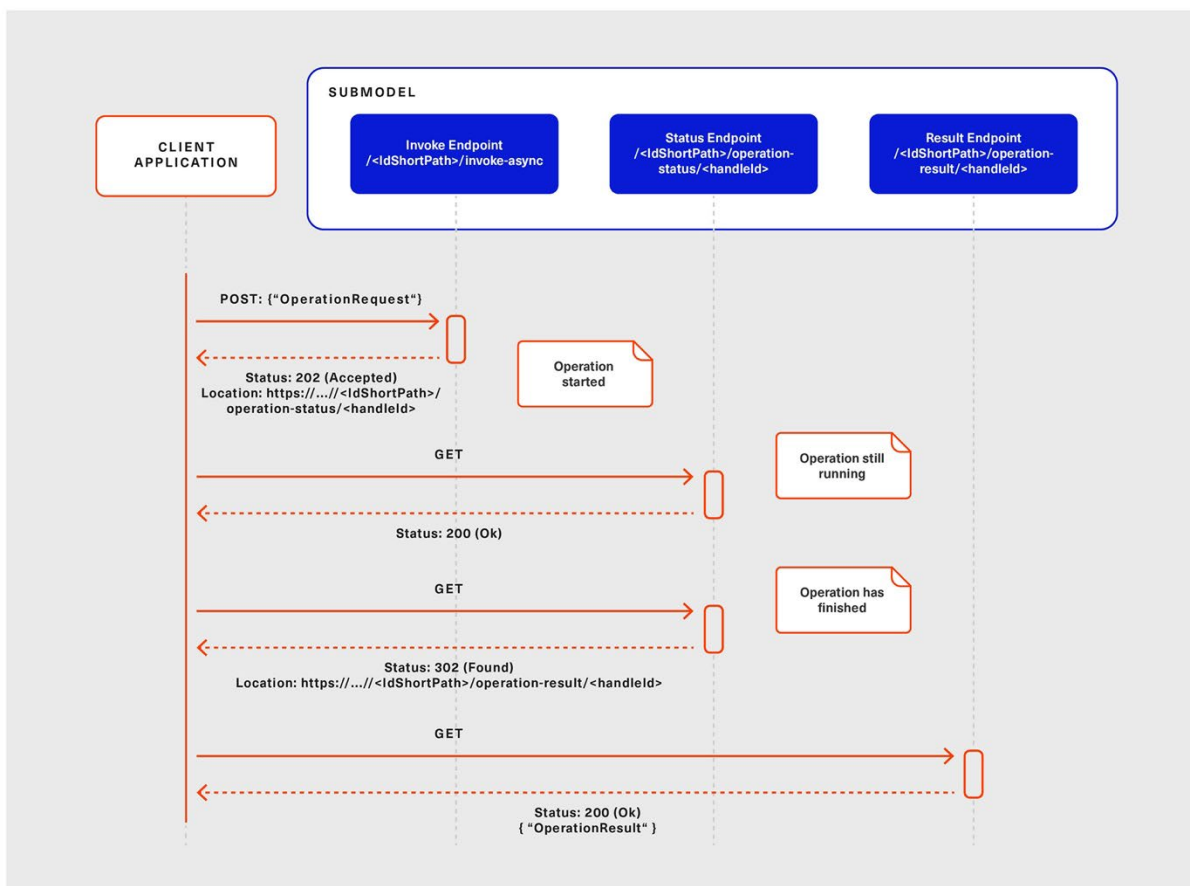 SUBMODEL
CLIENT
APPLICATION
Invoke Endpoint
/<IdShortPath>/invoke-async
Status Endpoint
/<IdShortPath>/operation-
status/<handleId>
Result Endpoint
/<IdShortPath>/operation-
result/<handleId>
POST: {“OperationRequest“}
Status: 202 (Accepted)
Location: https://...//<IdShortPath>/
operation-status/<handleId>
Operation
started
GET
Operation still
running
Status: 200 (Ok)
GET
Operation has
finished
Status: 302 (Found)
Location: https://...//<IdShortPath>/operation-result/<handleId>
GET
Status: 200 (Ok)
{ “OperationResult“ }